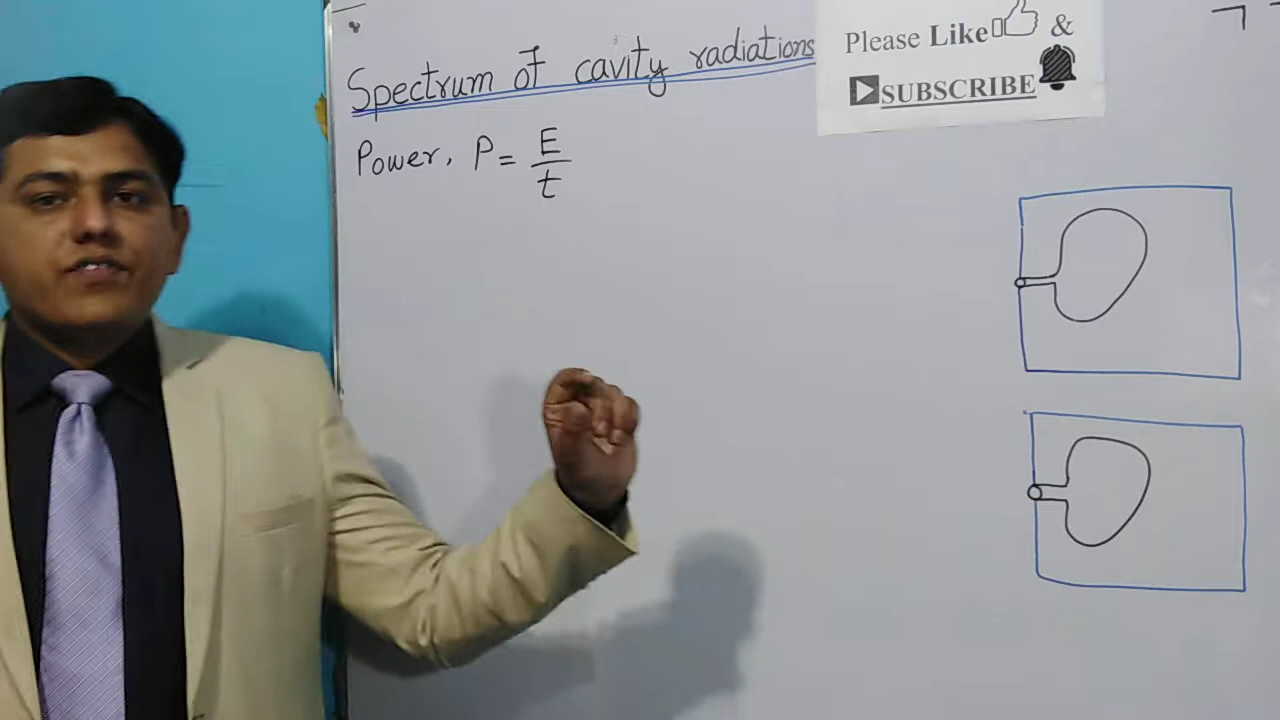 Spectrum of cavity radiations
Please Like &
SUBSCRIBE
Power, P = E/t